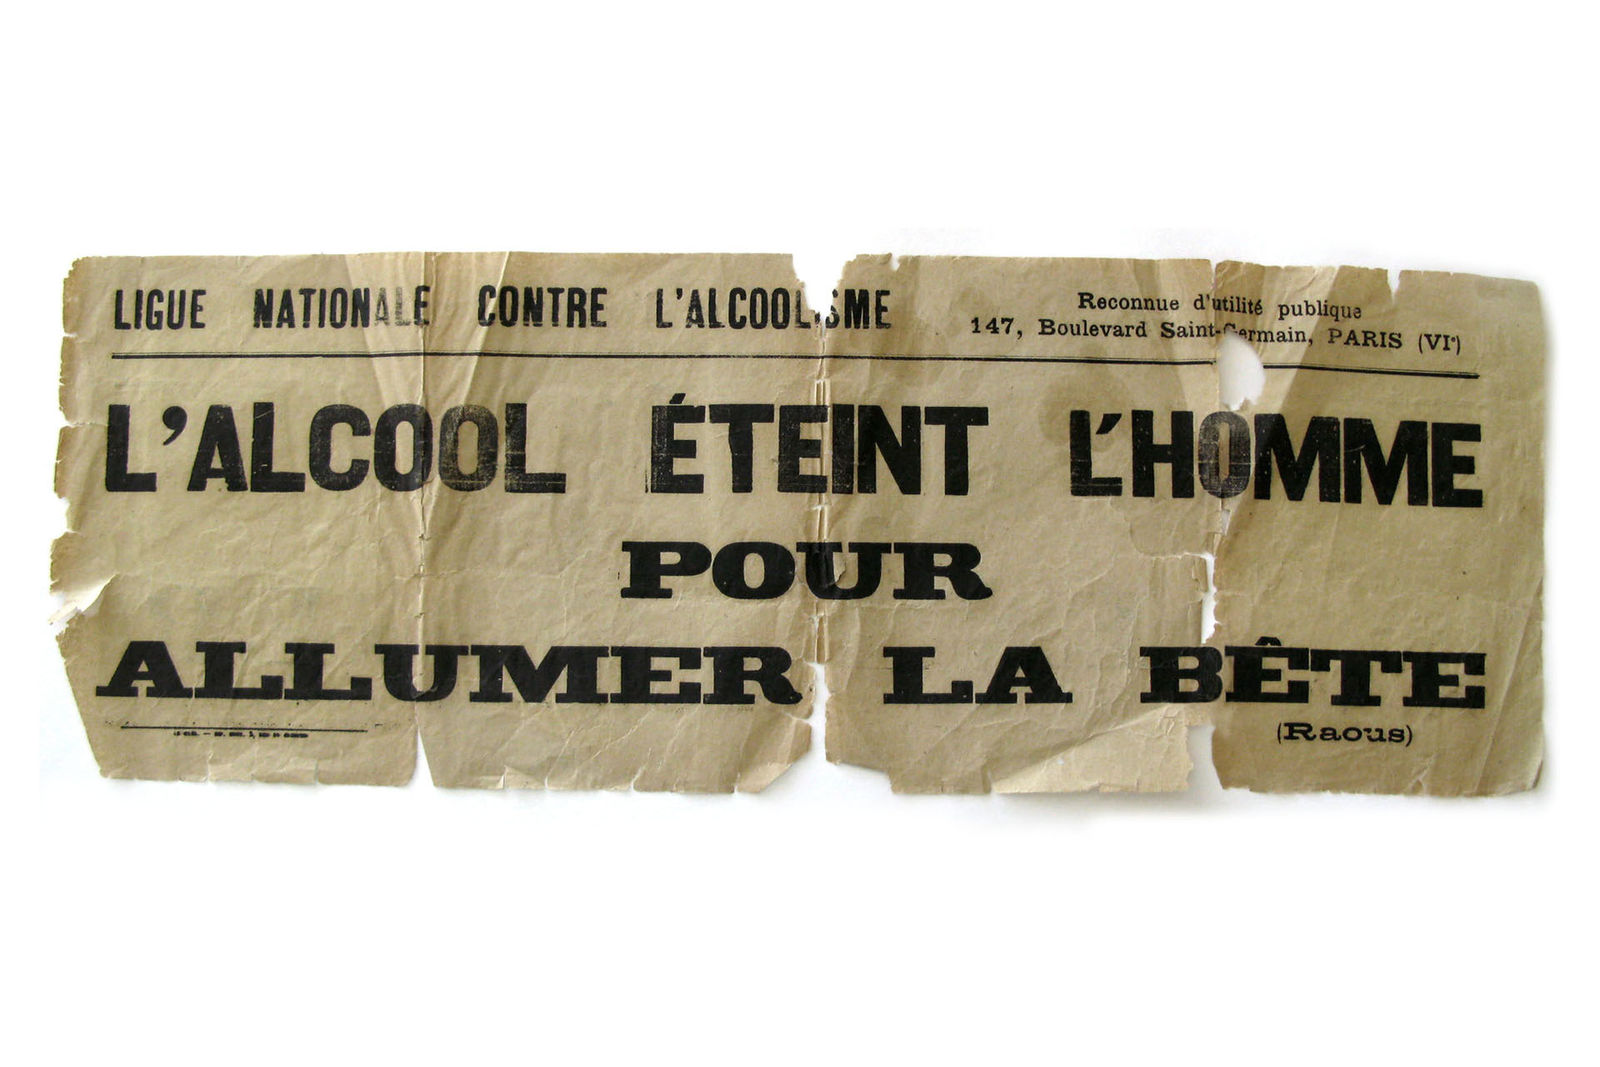 LIGUE NATIONALE CONTRE L'ALCOOLISME
Reconnue d'utilité publique
147, Boulevard Saint-Germain, PARIS (VIe)
L'ALCOOL ÉTEINT L'HOMME
POUR
ALLUMER LA BÊTE
(Raous)